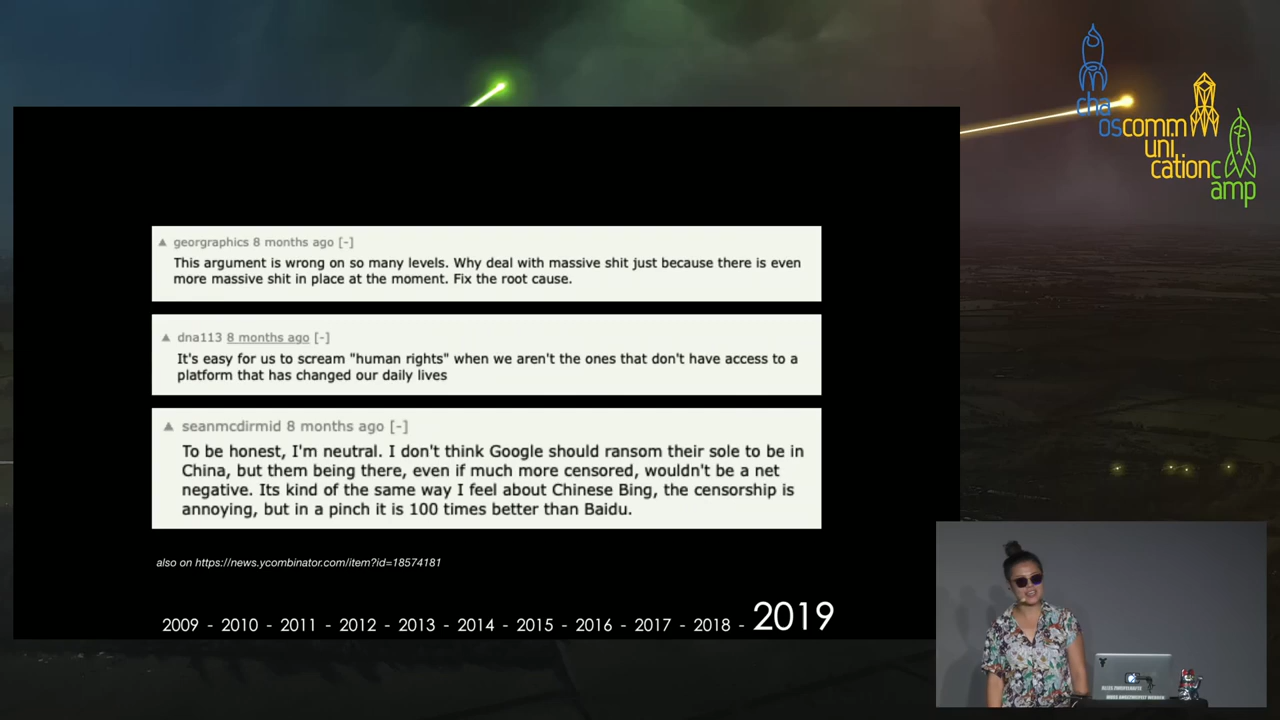 cha
oscomm
uni
cationc
amp
▲ georgraphics 8 months ago [-]
This argument is wrong on so many levels. Why deal with massive shit just because there is even
more massive shit in place at the moment. Fix the root cause.
▲ dna113 8 months ago [-]
It's easy for us to scream "human rights" when we aren't the ones that don't have access to a
platform that has changed our daily lives
▲ seanmcdirmid 8 months ago [-]
To be honest, I'm neutral. I don't think Google should ransom their sole to be in
China, but them being there, even if much more censored, wouldn't be a net
negative. Its kind of the same way I feel about Chinese Bing, the censorship is
annoying, but in a pinch it is 100 times better than Baidu.
also on https://news.ycombinator.com/item?id=18574181
2009 - 2010 - 2011 - 2012 - 2013 - 2014 - 2015 - 2016 - 2017 - 2018 - 2019